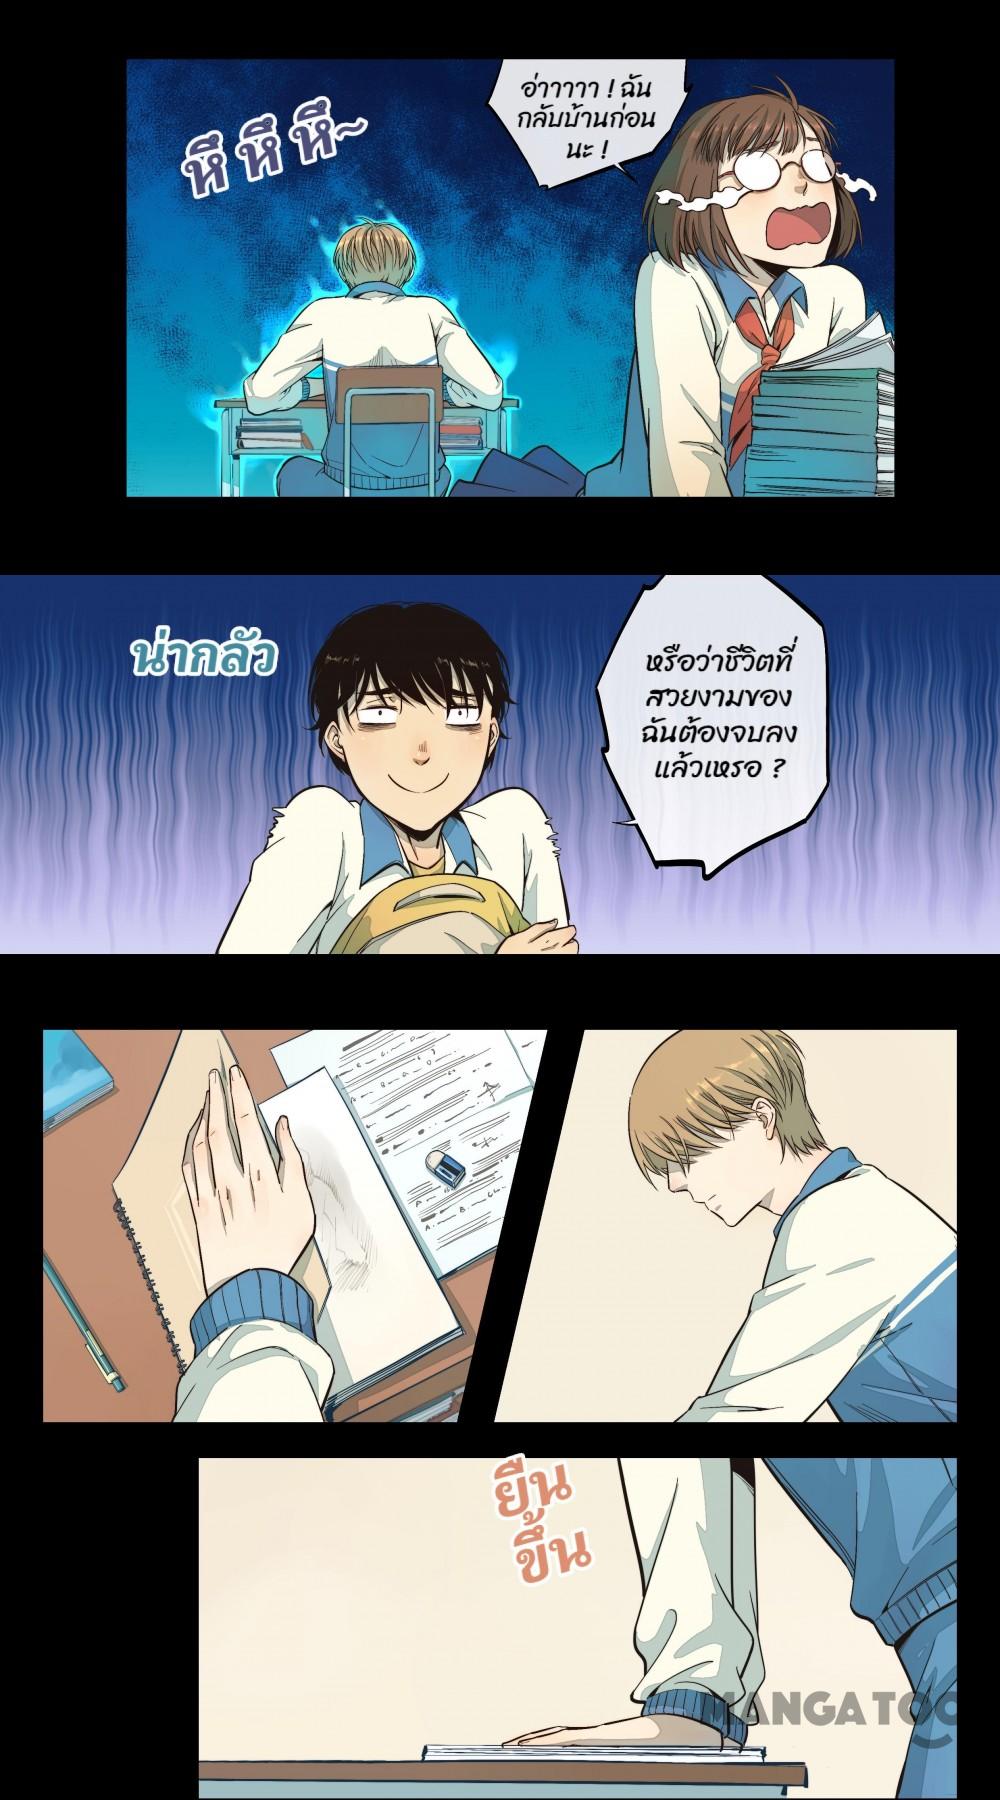 หึ หึ หึ~
อ๋าาาาา ! ฉัน
กลับบ้านก่อน
นะ !
น่ากลัว
หรือว่าชีวิตที่
สวยงามของ
ฉันต้องจบลง
แล้วเหรอ ?
ยืน
ขึ้น
MANGATOO